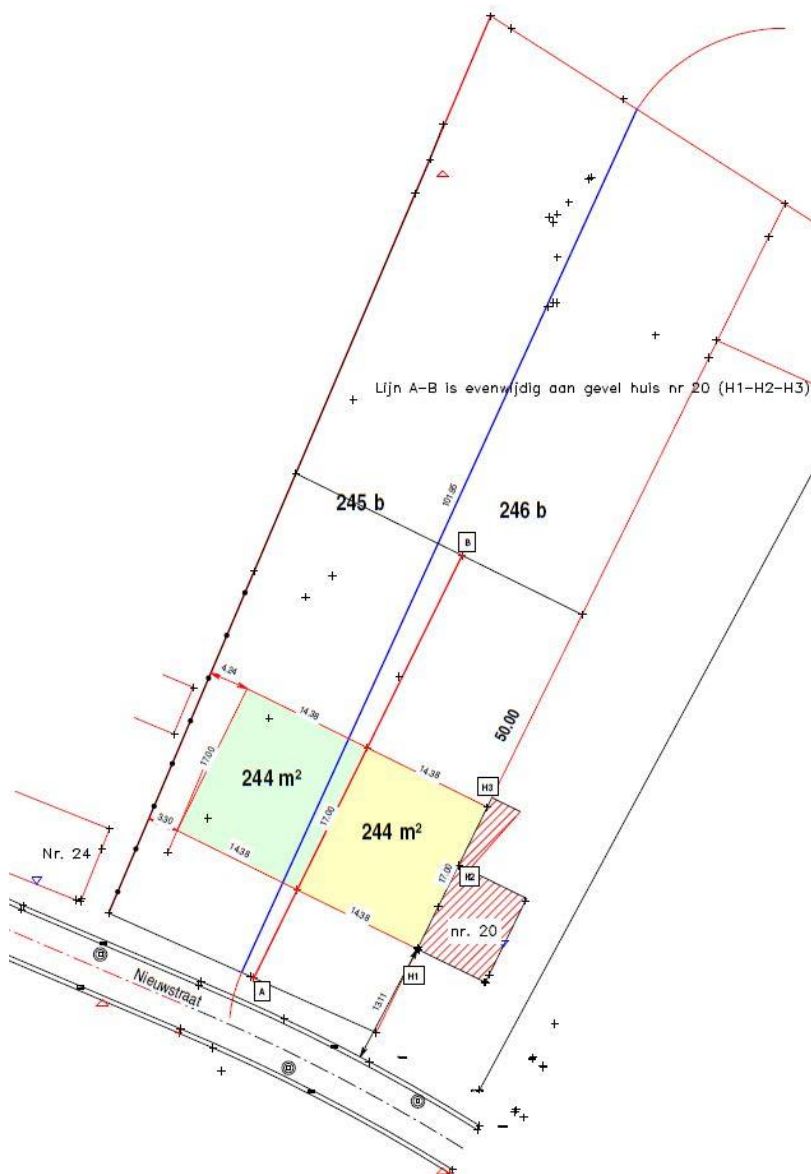 Lijn A-B is evenwijdig aan gevel huis nr 20 (H1-H2-H3)
101.95
245 b
246 b
B
4.24
14.38
50.00
17.00
14.38
H3
244 m²
17.00
244 m²
3.30
14.38
17.00
H2
Nr. 24
14.38
nr. 20
H1
Nieuwstraat
A
13.11